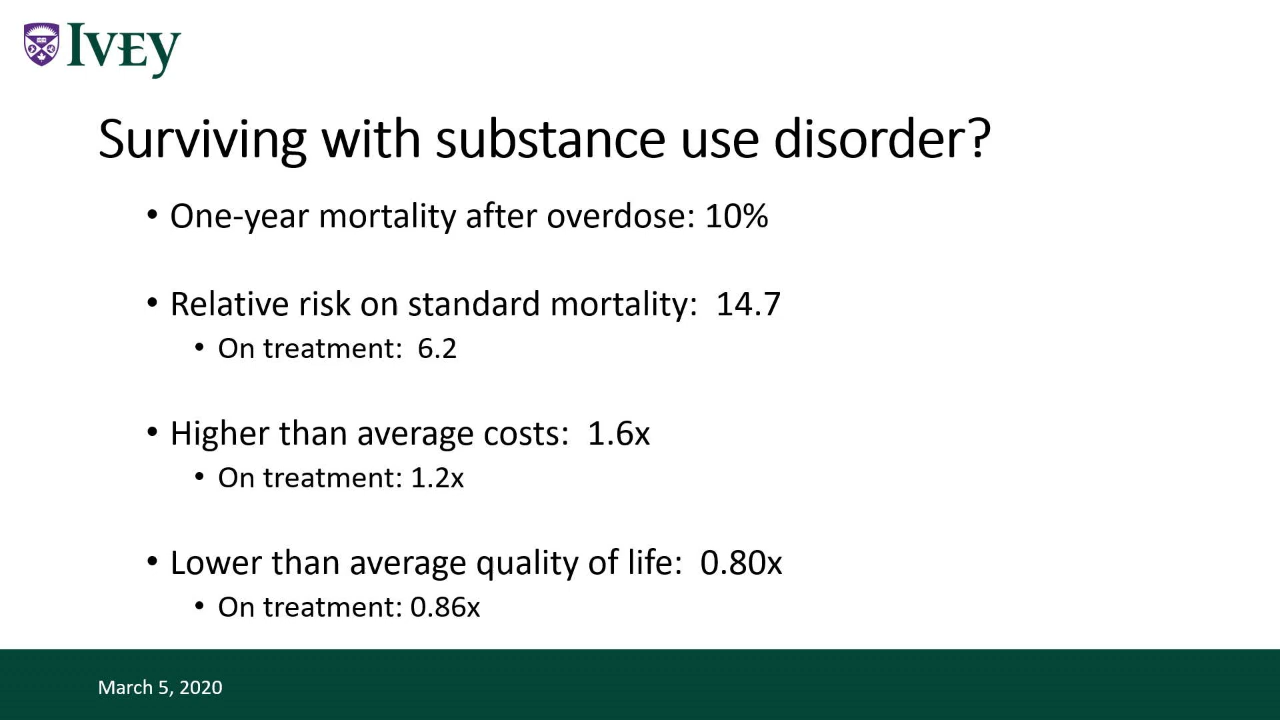 IVEY
Surviving with substance use disorder?
• One-year mortality after overdose: 10%
• Relative risk on standard mortality: 14.7
• On treatment: 6.2
• Higher than average costs: 1.6x
• On treatment: 1.2x
• Lower than average quality of life: 0.80x
• On treatment: 0.86x
March 5, 2020